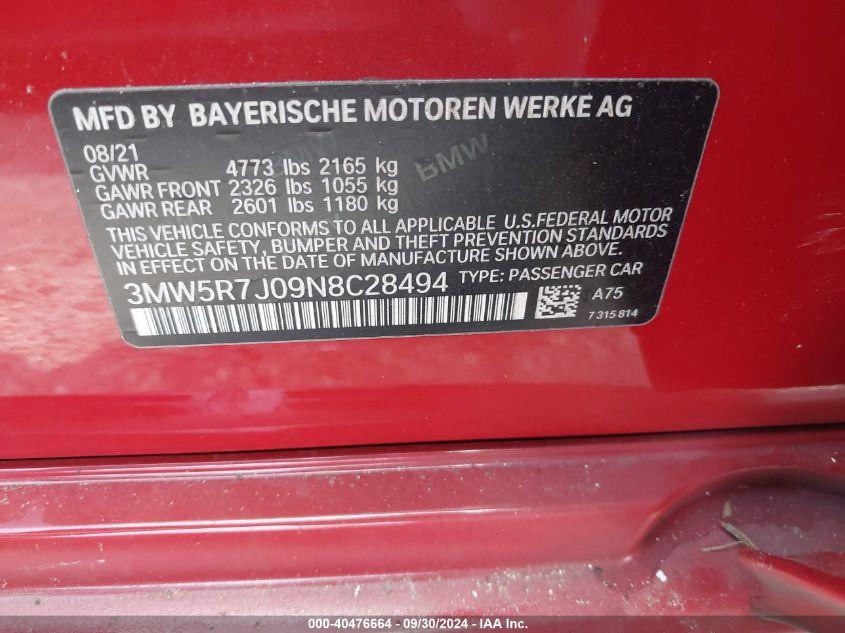 MFD BY BAYERISCHE MOTOREN WERKE AG
08/21
GVWR 4773 lbs 2165 kg
GAWR FRONT 2326 lbs 1055 kg
GAWR REAR 2601 lbs 1180 kg
BMW
THIS VEHICLE CONFORMS TO ALL APPLICABLE U.S.FEDERAL MOTOR
VEHICLE SAFETY, BUMPER AND THEFT PREVENTION STANDARDS
IN EFFECT ON THE DATE OF MANUFACTURE SHOWN ABOVE.
3MW5R7J09N8C28494 TYPE: PASSENGER CAR
A75
7 315 814
000-40476664 / 09/30/2024 - IAA Inc.